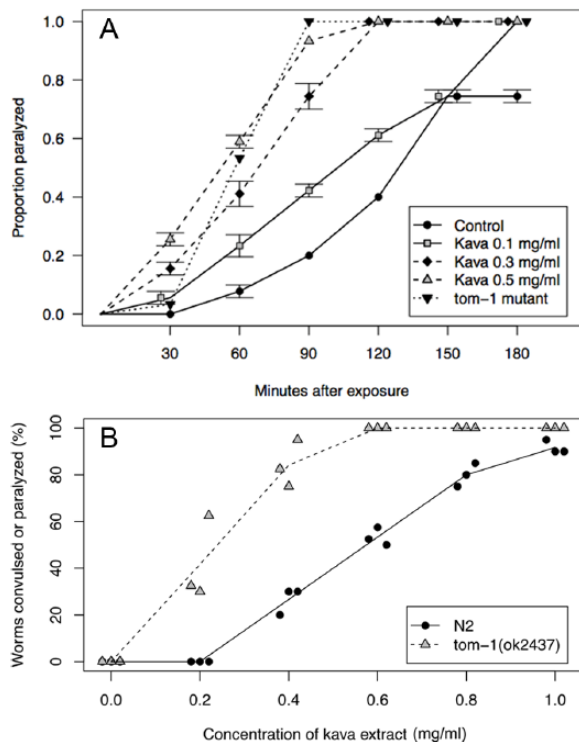 A
Proportion paralyzed
1.0
0.8
0.6
0.4
0.2
0.0
Control
Kava 0.1 mg/ml
Kava 0.3 mg/ml
Kava 0.5 mg/ml
tom-1 mutant
30 60 90 120 150 180
Minutes after exposure
B
Worms convulsed or paralyzed (%)
100
80
60
40
20
0
N2
tom-1(ok2437)
0.0 0.2 0.4 0.6 0.8 1.0
Concentration of kava extract (mg/ml)